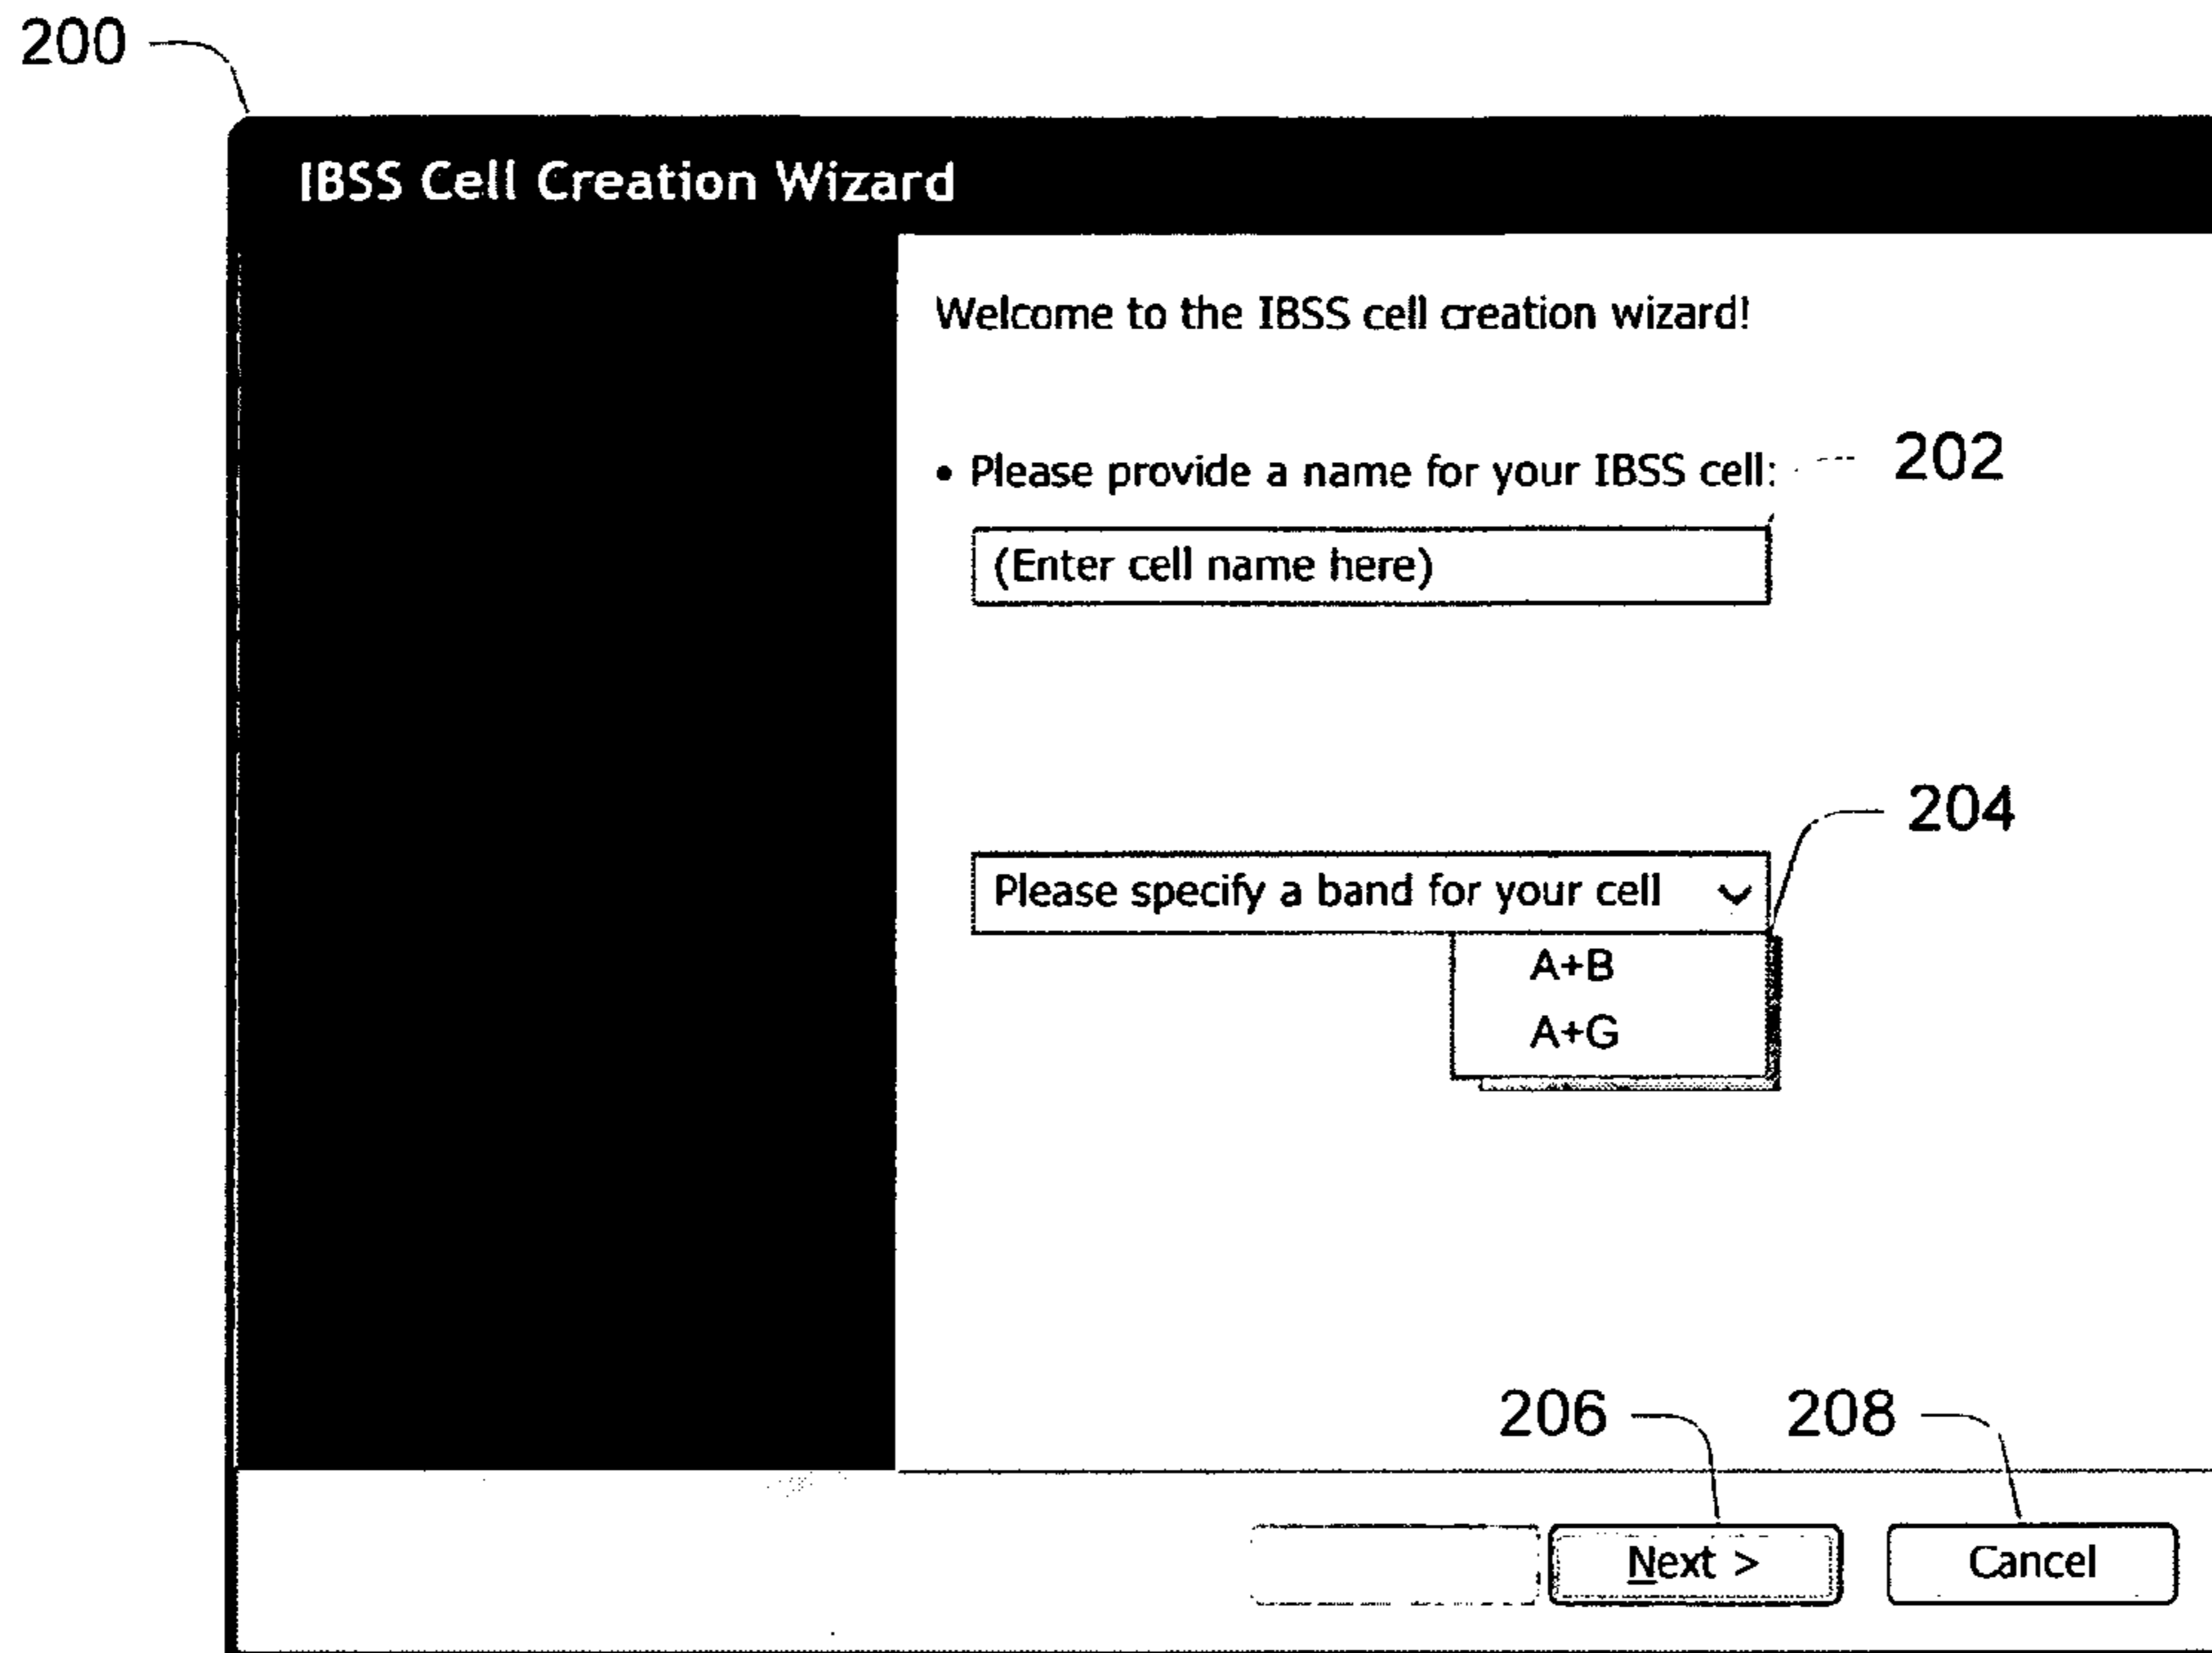 200
IBSS Cell Creation Wizard
Welcome to the IBSS cell creation wizard!
• Please provide a name for your IBSS cell:
202
(Enter cell name here)
204
Please specify a band for your cell
A+B
A+G
206
208
Next >
Cancel